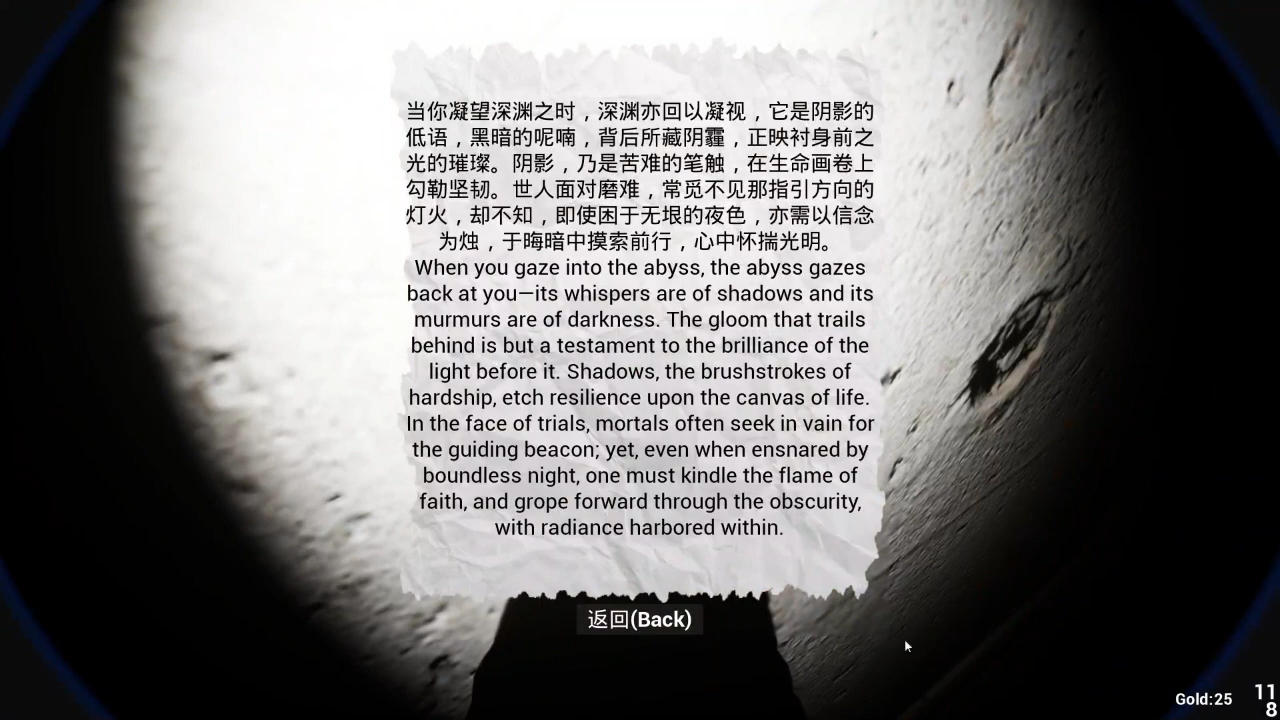 当你凝望深渊之时，深渊亦回以凝视，它是阴影的
低语，黑暗的呢喃，背后所藏阴霾，正映衬身前之
光的璀璨。阴影，乃是苦难的笔触，在生命画卷上
勾勒坚韧。世人面对磨难，常觅不见那指引方向的
灯火，却不知，即使困于无垠的夜色，亦需以信念
为烛，于晦暗中摸索前行，心中怀揣光明。
When you gaze into the abyss, the abyss gazes
back at you—its whispers are of shadows and its
murmurs are of darkness. The gloom that trails
behind is but a testament to the brilliance of the
light before it. Shadows, the brushstrokes of
hardship, etch resilience upon the canvas of life.
In the face of trials, mortals often seek in vain for
the guiding beacon; yet, even when ensnared by
boundless night, one must kindle the flame of
faith, and grope forward through the obscurity,
with radiance harbored within.
返回(Back)
Gold:25
11
8